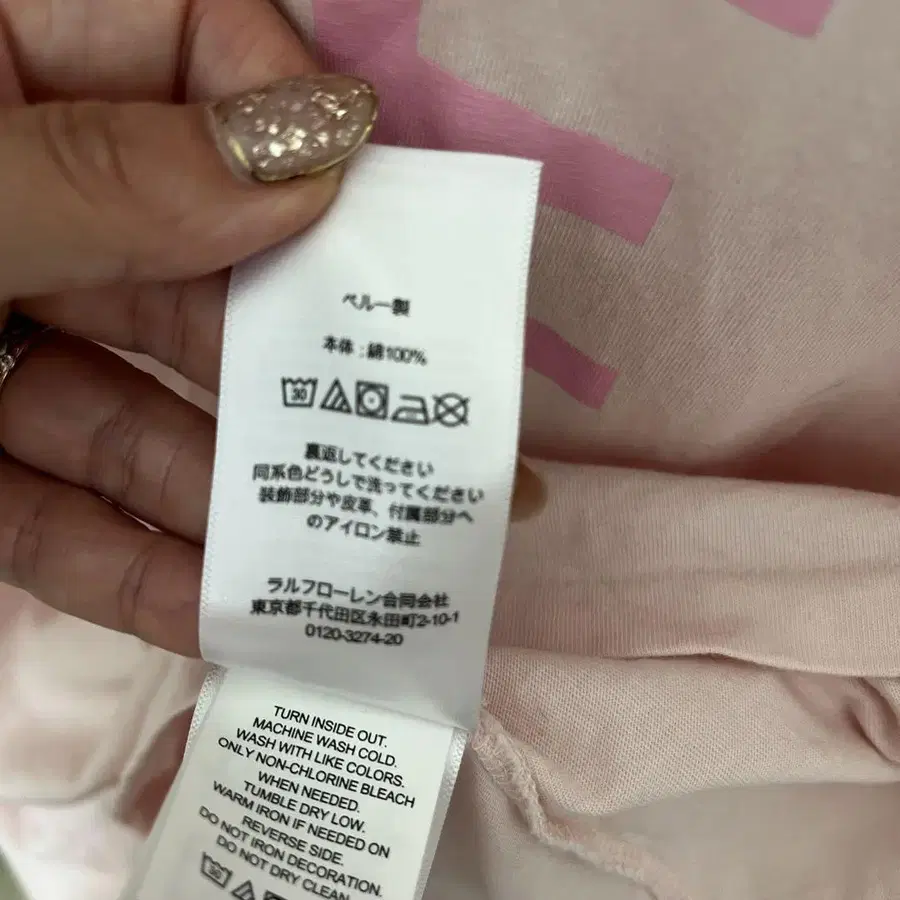 ペルー製
本体 : 綿100%
30
裏返してください
同系色どうしで洗ってください
装飾部分や皮革、付属部分へ
のアイロン禁止
ラルフローレン合同会社
東京都千代田区永田町2-10-1
0120-3274-20
TURN INSIDE OUT.
MACHINE WASH COLD.
WASH WITH LIKE COLORS.
ONLY NON-CHLORINE BLEACH
WHEN NEEDED.
TUMBLE DRY LOW.
WARM IRON IF NEEDED ON
REVERSE SIDE.
DO NOT IRON DECORATION.
DO NOT DRY CLEAN
30